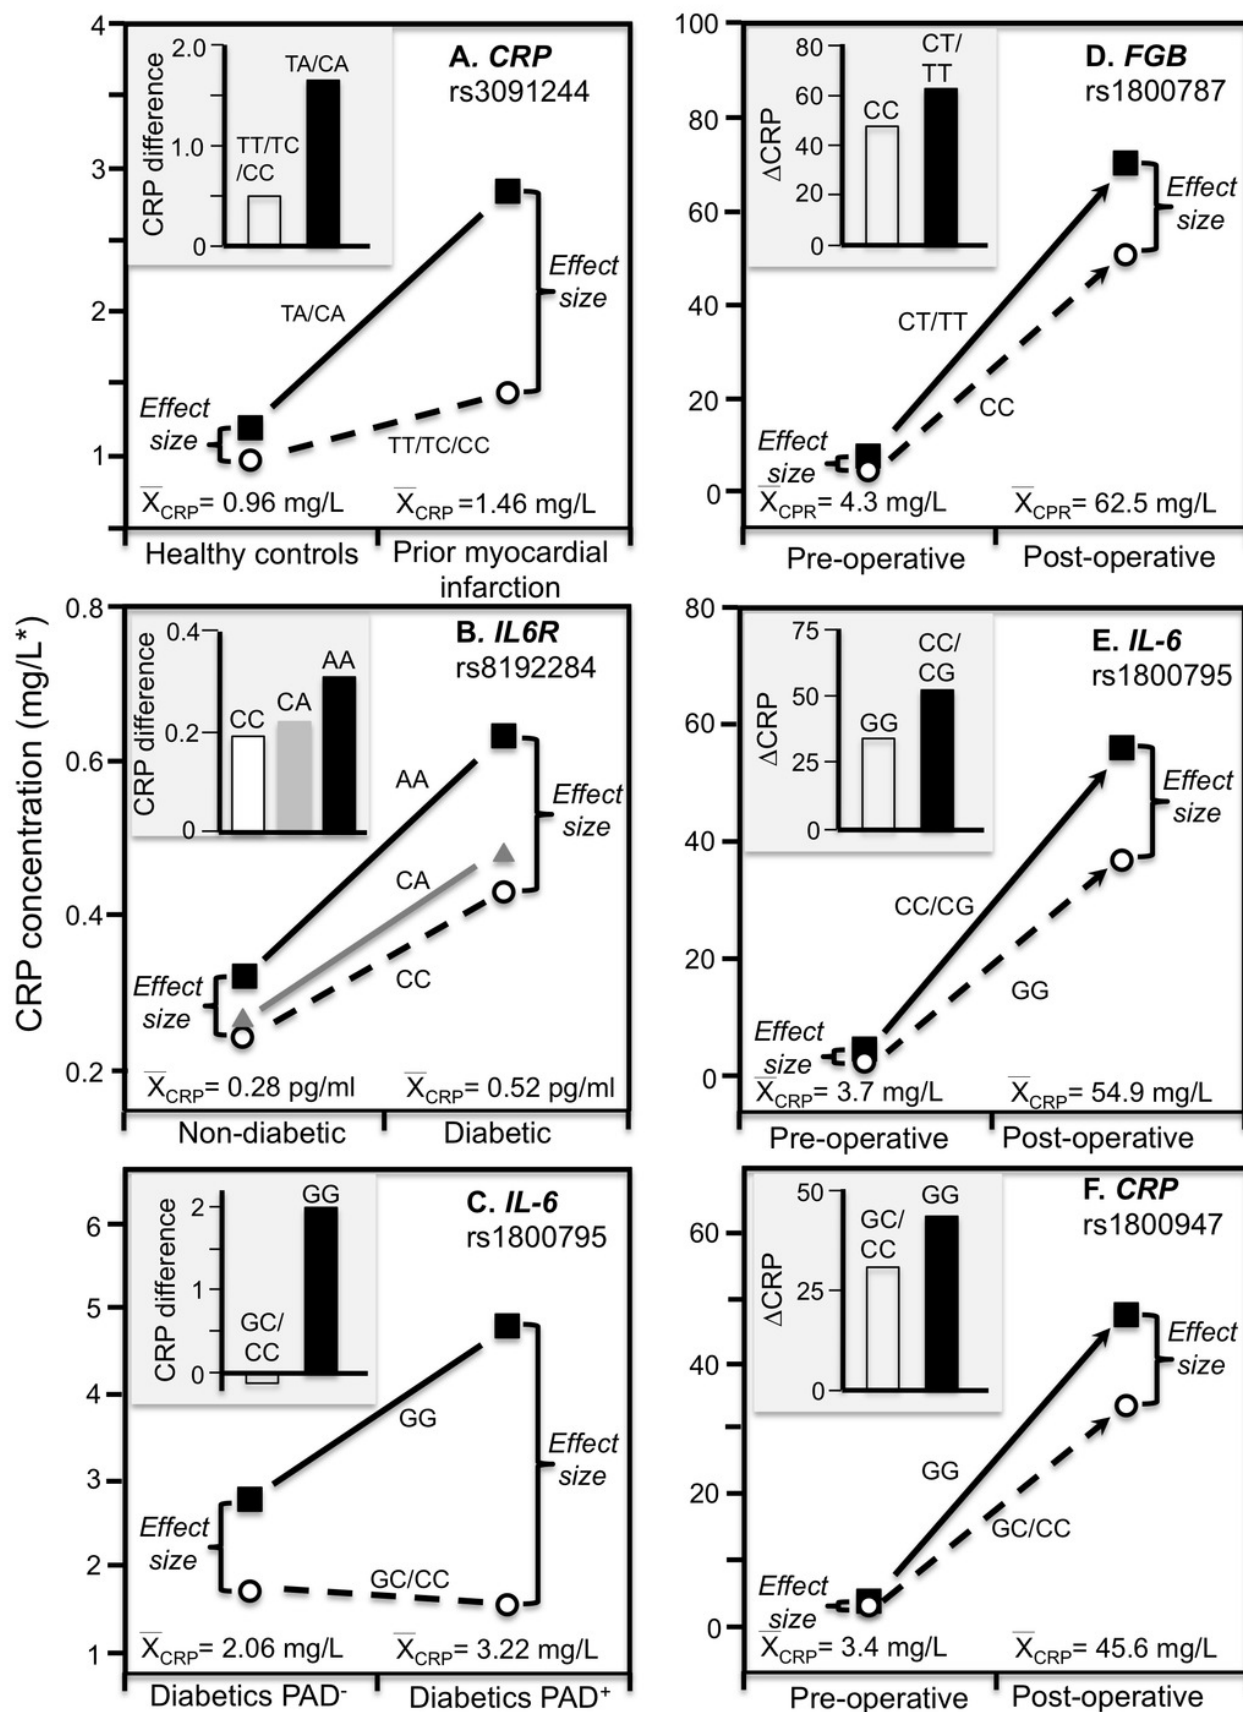 CRP concentration (mg/L*)
A. CRP
rs3091244
4
3
2
1
CRP difference
2.0
1.0
0
TT/TC
/CC
TA/CA
TA/CA
TT/TC/CC
Effect
size
Effect
size
X̅CRP= 0.96 mg/L
X̅CRP =1.46 mg/L
Healthy controls
Prior myocardial
infarction
B. IL6R
rs8192284
0.8
0.6
0.4
0.2
CRP difference
0.4
0.2
0
CC
CA
AA
AA
CA
CC
Effect
size
Effect
size
X̅CRP= 0.28 pg/ml
X̅CRP= 0.52 pg/ml
Non-diabetic
Diabetic
C. IL-6
rs1800795
6
5
4
3
2
1
CRP difference
2
1
0
GC/
CC
GG
GG
GC/CC
Effect
size
Effect
size
X̅CRP= 2.06 mg/L
X̅CRP= 3.22 mg/L
Diabetics PAD-
Diabetics PAD+
D. FGB
rs1800787
100
80
60
40
20
0
ΔCRP
80
60
40
20
0
CC
CT/
TT
CT/TT
CC
Effect
size
Effect
size
X̅CPR= 4.3 mg/L
X̅CPR= 62.5 mg/L
Pre-operative
Post-operative
E. IL-6
rs1800795
80
60
40
20
0
ΔCRP
75
50
25
0
GG
CC/
CG
CC/CG
GG
Effect
size
Effect
size
X̅CRP= 3.7 mg/L
X̅CRP= 54.9 mg/L
Pre-operative
Post-operative
F. CRP
rs1800947
60
40
20
0
ΔCRP
50
25
0
GC/
CC
GG
GG
GC/CC
Effect
size
Effect
size
X̅CRP= 3.4 mg/L
X̅CRP= 45.6 mg/L
Pre-operative
Post-operative